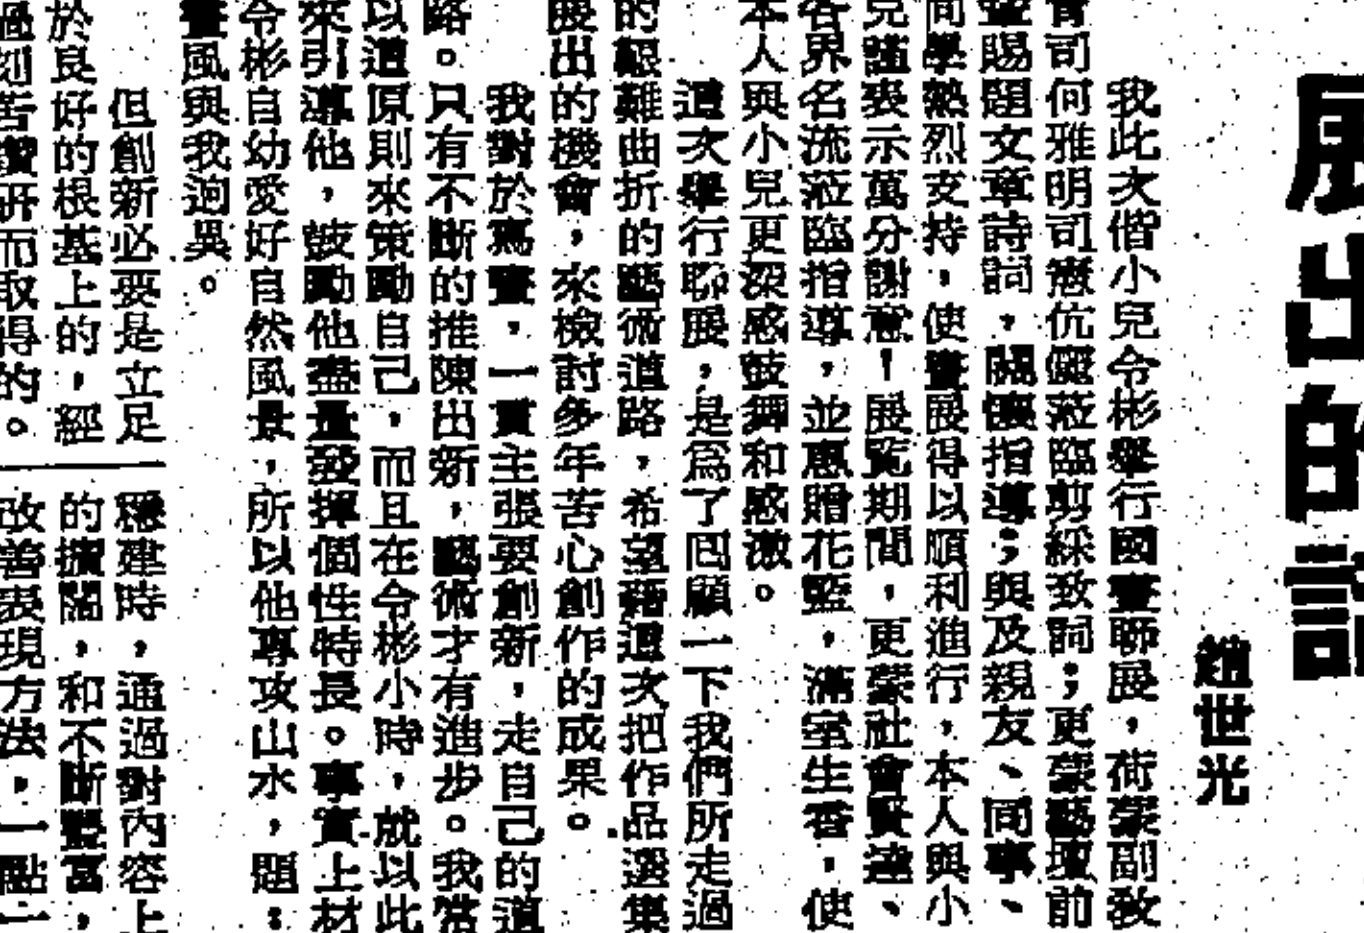 展出的話
趙世光
我此次偕小兒令彬舉行國畫聯展，荷蒙副教
育司何雅明司憲伉儷蒞臨剪綵致詞；更蒙藝壇前
輩賜題文章詩詞，關懷指導；與及親友、同事、
同學熱烈支持，使畫展得以順利進行，本人與小
兒謹表示萬分謝意！展覽期間，更蒙社會賢達、
各界名流蒞臨指導，並惠贈花籃，滿室生香，使
本人與小兒更深感鼓舞和感激。
這次舉行聯展，是爲了囘顧一下我們所走過
的艱難曲折的藝術道路，希望藉這次把作品選集
展出的機會，來檢討多年苦心創作的成果。
我對於寫畫，一貫主張要創新，走自己的道
路。只有不斷的推陳出新，藝術才有進步。我常
以這原則來策勵自己，而且在令彬小時，就以此
來引導他，鼓勵他盡量發揮個性特長。事實上材
令彬自幼愛好自然風景，所以他專攻山水，題：
畫風與我迥異。
但創新必要是立足
於良好的根基上的，經
過刻苦鑽研而取得的。
穩建時，通過對內容上
的擴闊，和不斷豐富，
改善表現方法，一點一